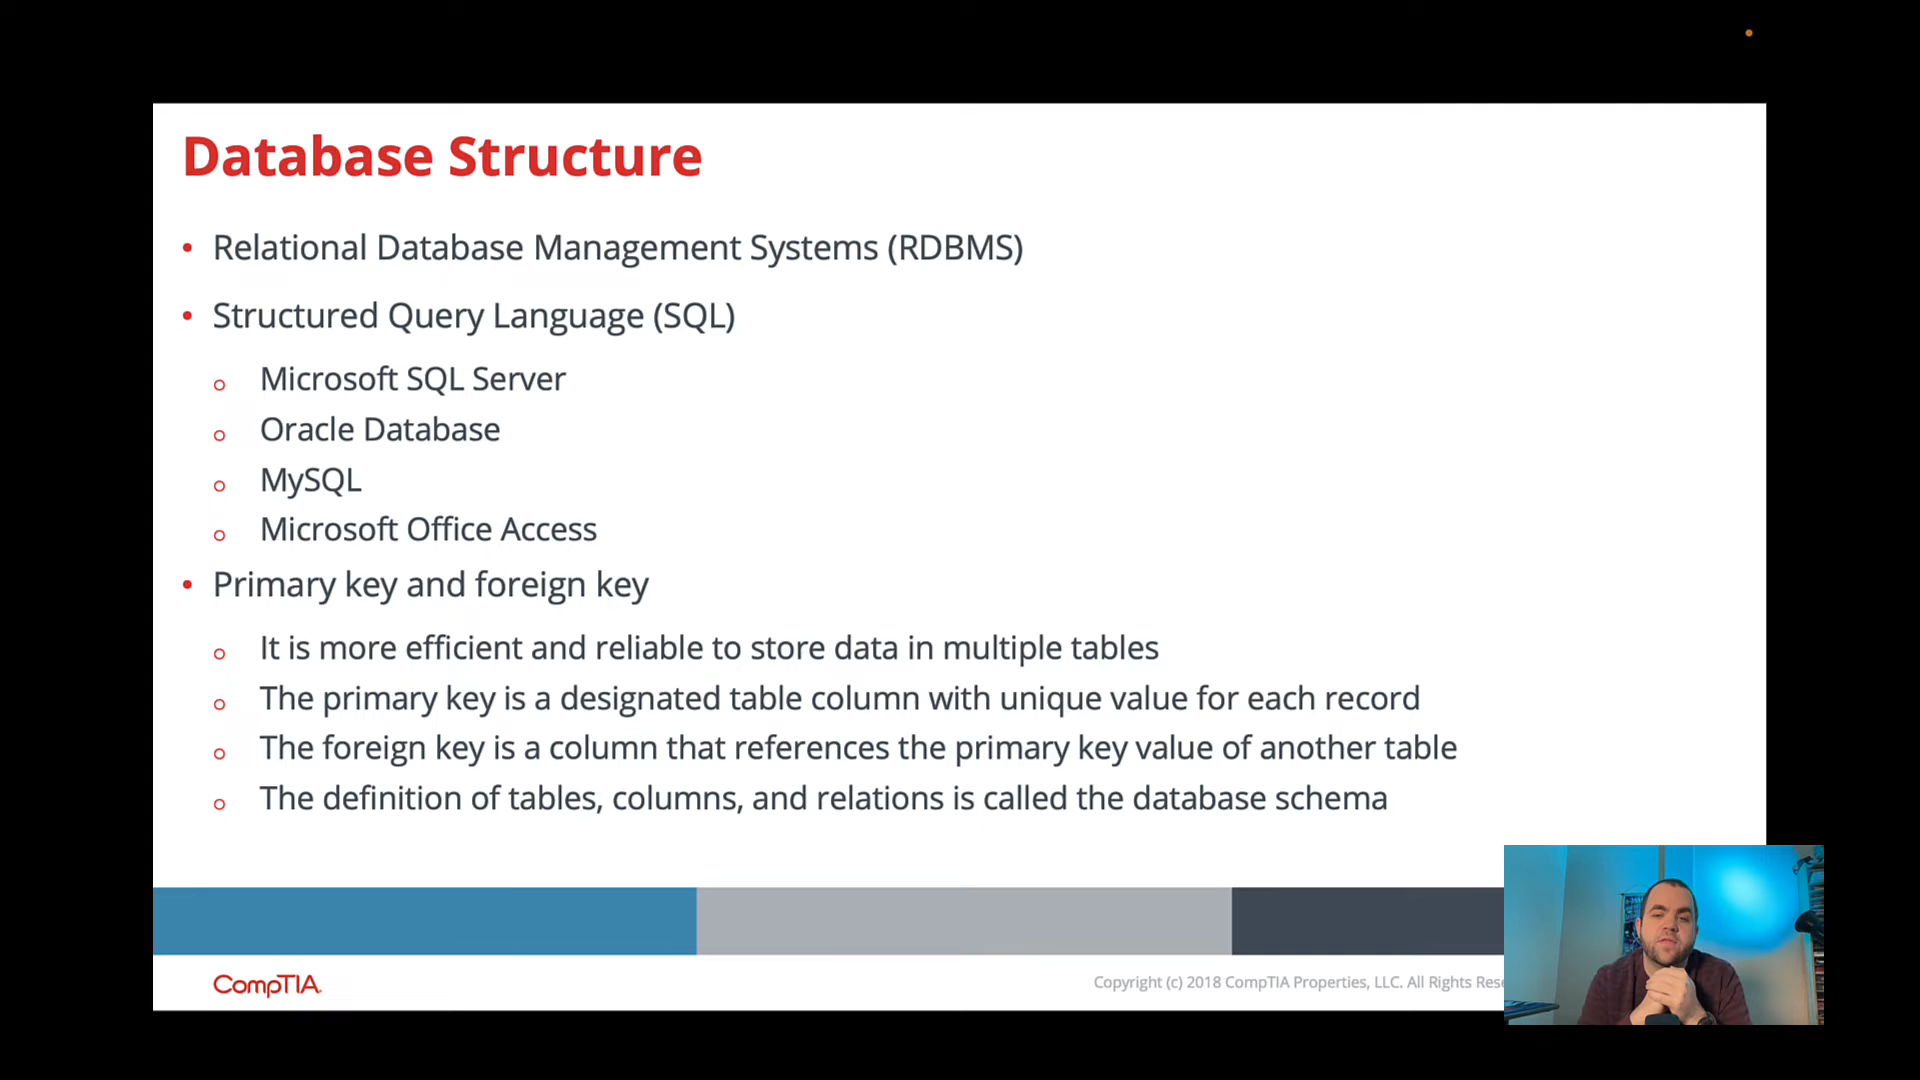 Database Structure
• Relational Database Management Systems (RDBMS)
• Structured Query Language (SQL)
o Microsoft SQL Server
o Oracle Database
o MySQL
o Microsoft Office Access
• Primary key and foreign key
o It is more efficient and reliable to store data in multiple tables
o The primary key is a designated table column with unique value for each record
o The foreign key is a column that references the primary key value of another table
o The definition of tables, columns, and relations is called the database schema
CompTIA.
Copyright (c) 2018 CompTIA Properties, LLC. All Rights Rese